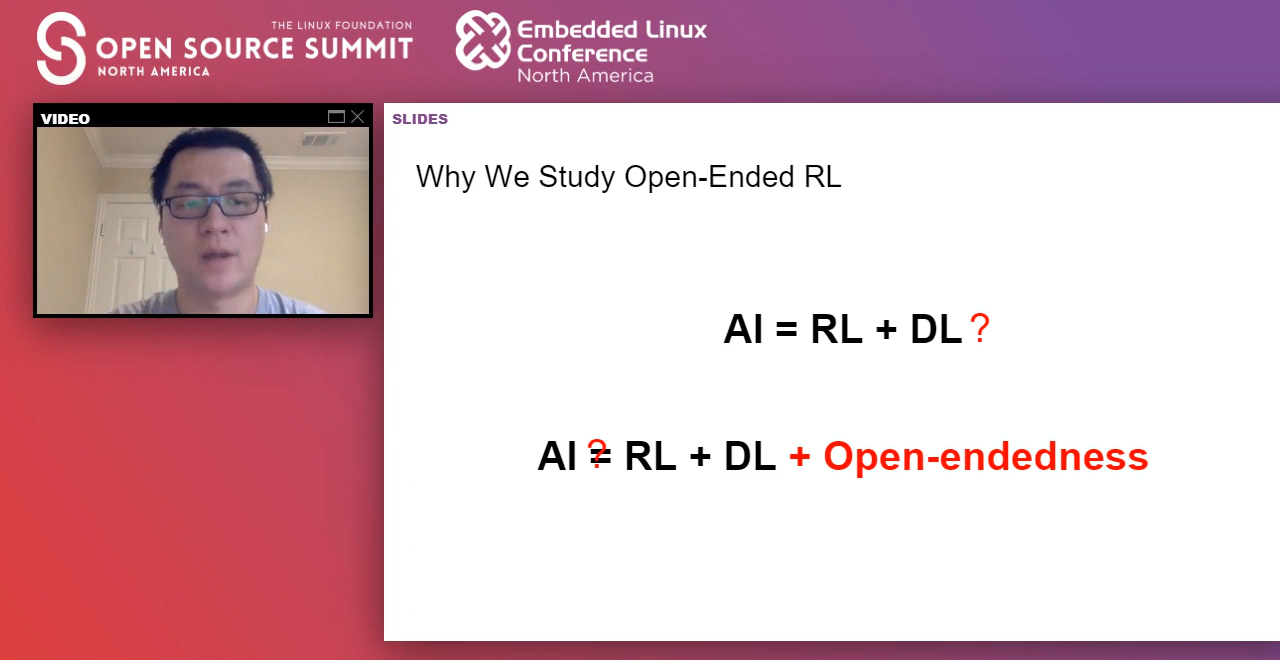 THE LINUX FOUNDATION
OPEN SOURCE SUMMIT
NORTH AMERICA
Embedded Linux
Conference
North America
VIDEO
SLIDES
Why We Study Open-Ended RL
AI = RL + DL ?
AI ?= RL + DL + Open-endedness